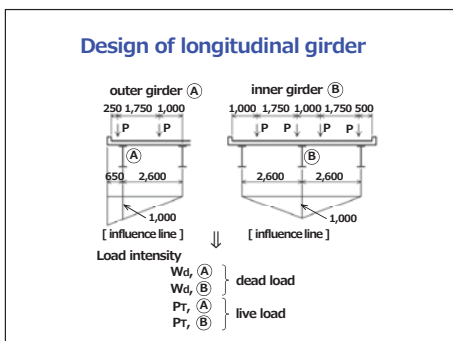 Design of longitudinal girder
outer girder Ⓐ
inner girder Ⓑ
250 1,750 1,000
1,000 1,750 1,000 1,750 500
P P
P P P P
Ⓐ
Ⓑ
650 2,600
2,600 2,600
1,000
1,000
[ influence line ]
[ influence line ]
Load intensity
Wd, Ⓐ
Wd, Ⓑ
dead load
PT, Ⓐ
PT, Ⓑ
live load